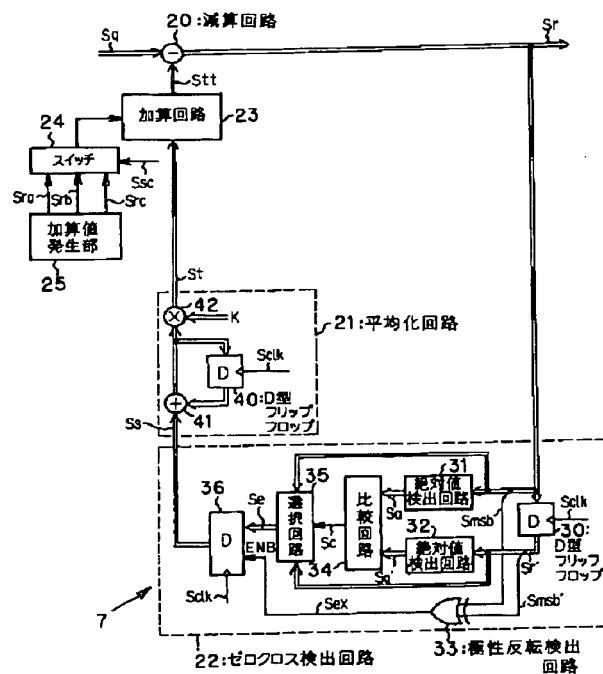 20:減算回路
Sq
Sr
Stt
加算回路
23
24
スイッチ
Ssc
Sra
Srb
Src
加算値
発生部
25
St
42
K
21:平均化回路
Sclk
D
40:D型
フリップ
フロップ
41
Ss
35
31
36
選択回路
比較回路
絶対値
検出回路
Se
Sc
Sa
Smsb
Sclk
D
D
30:D型
フリップ
フロップ
32
絶対値
検出回路
ENB
34
Sa'
Sr'
Sclk
Sex
Smsb'
7
22:ゼロクロス検出回路
33:極性反転検出
回路